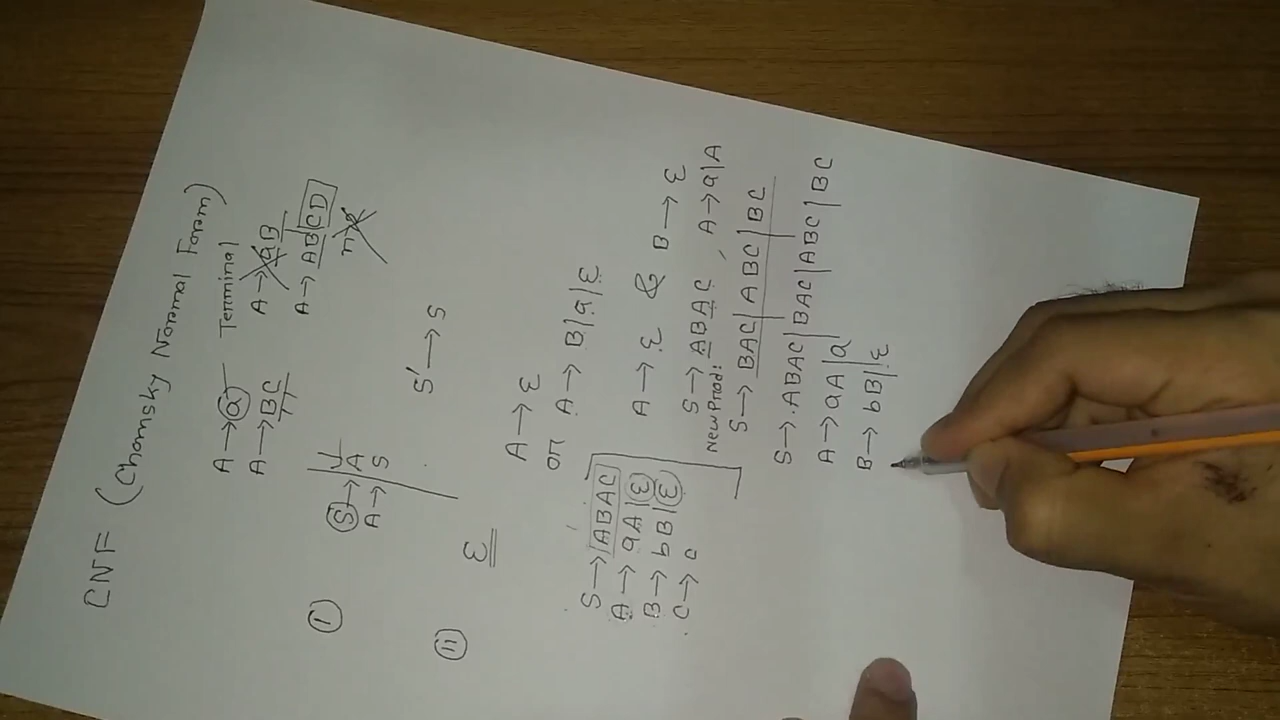 CNF (Chomsky Normal Form)
A → a Terminal
A → BC A → aB
A → ABCD
I S → A
A → S
S' → S
II ε
A → ε
or A → B|a|ε
S → ABAC
A → aA|ε
B → bB|ε
C → c
A → ε & B → ε
S → ABAC , A → a|A
New Prod:
S → BAC | ABC | BC
S → ABAC | BAC | ABC | BC
A → aA | a
B → bB | ε